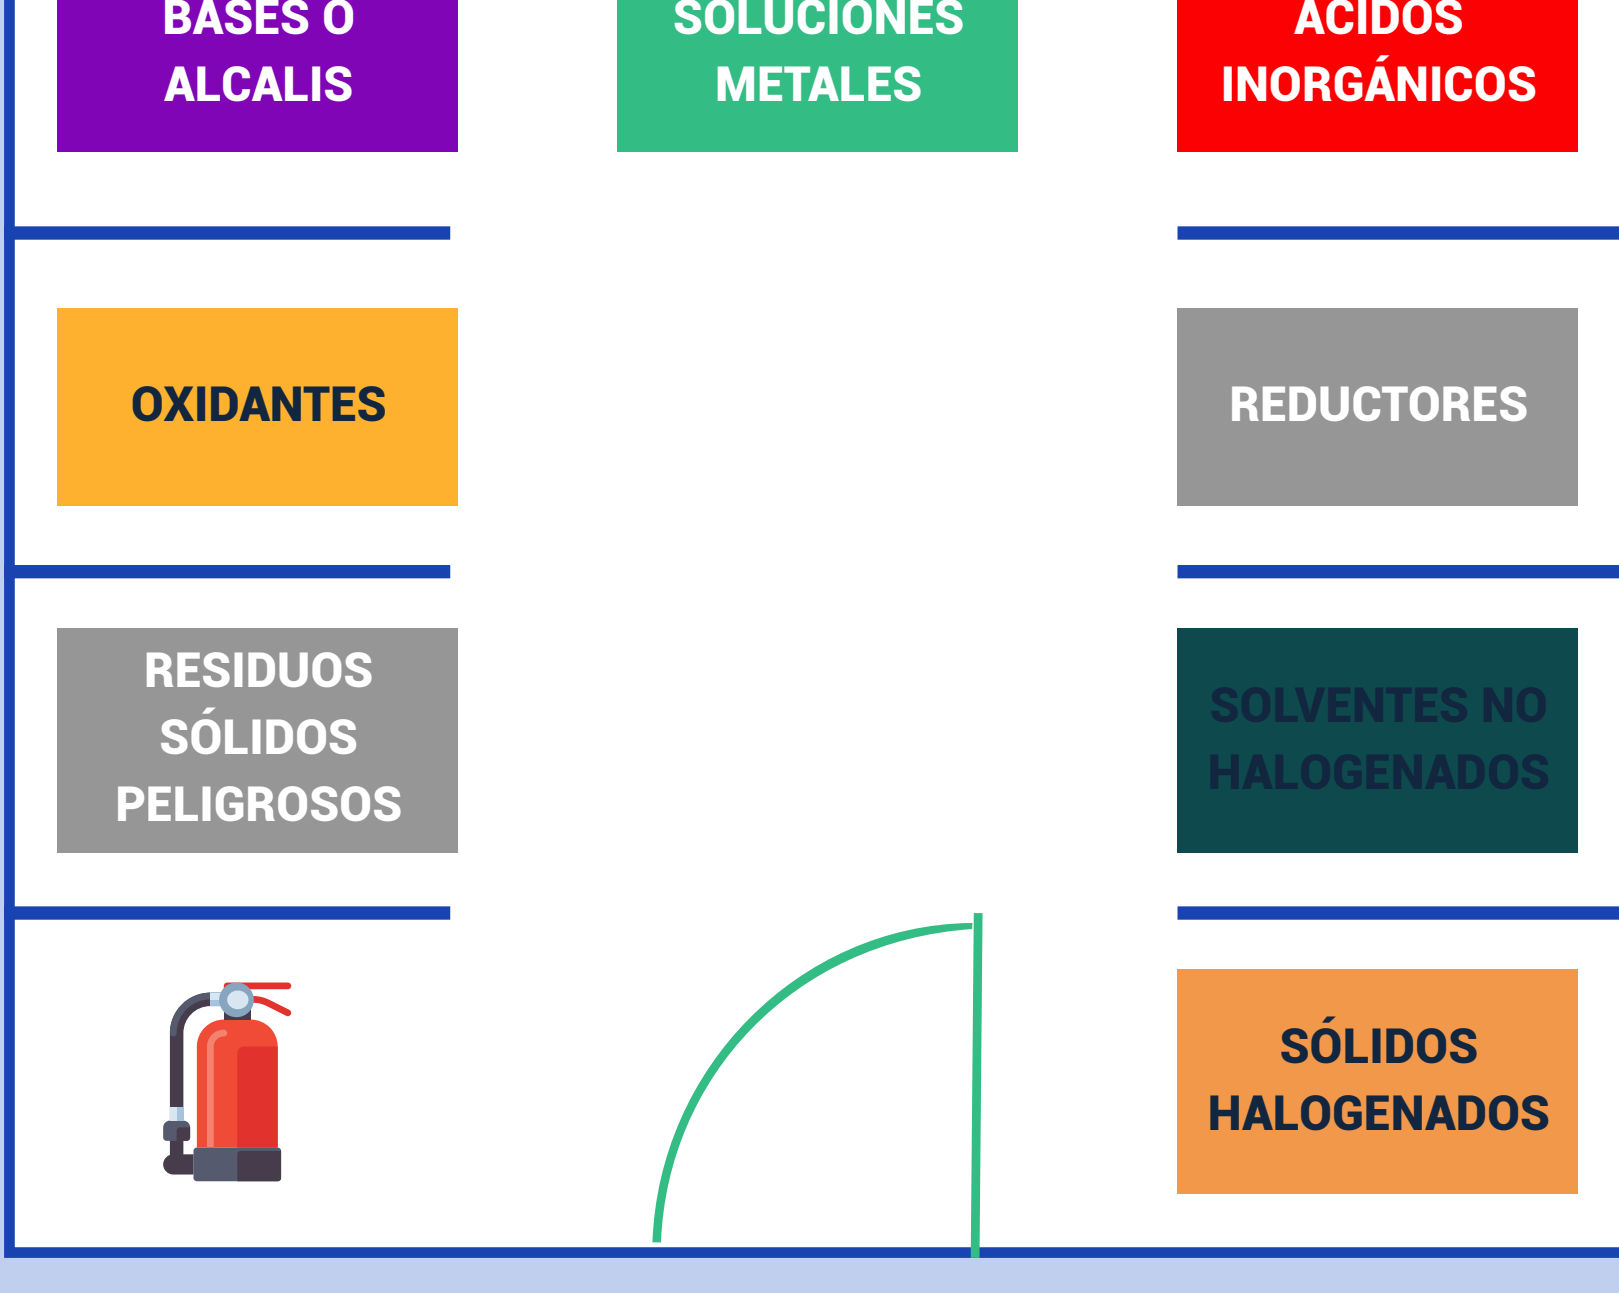 BASES O
ALCALIS
SOLUCIONES
METALES
ÁCIDOS
INORGÁNICOS
OXIDANTES
REDUCTORES
RESIDUOS
SÓLIDOS
PELIGROSOS
SOLVENTES NO
HALOGENADOS
SÓLIDOS
HALOGENADOS